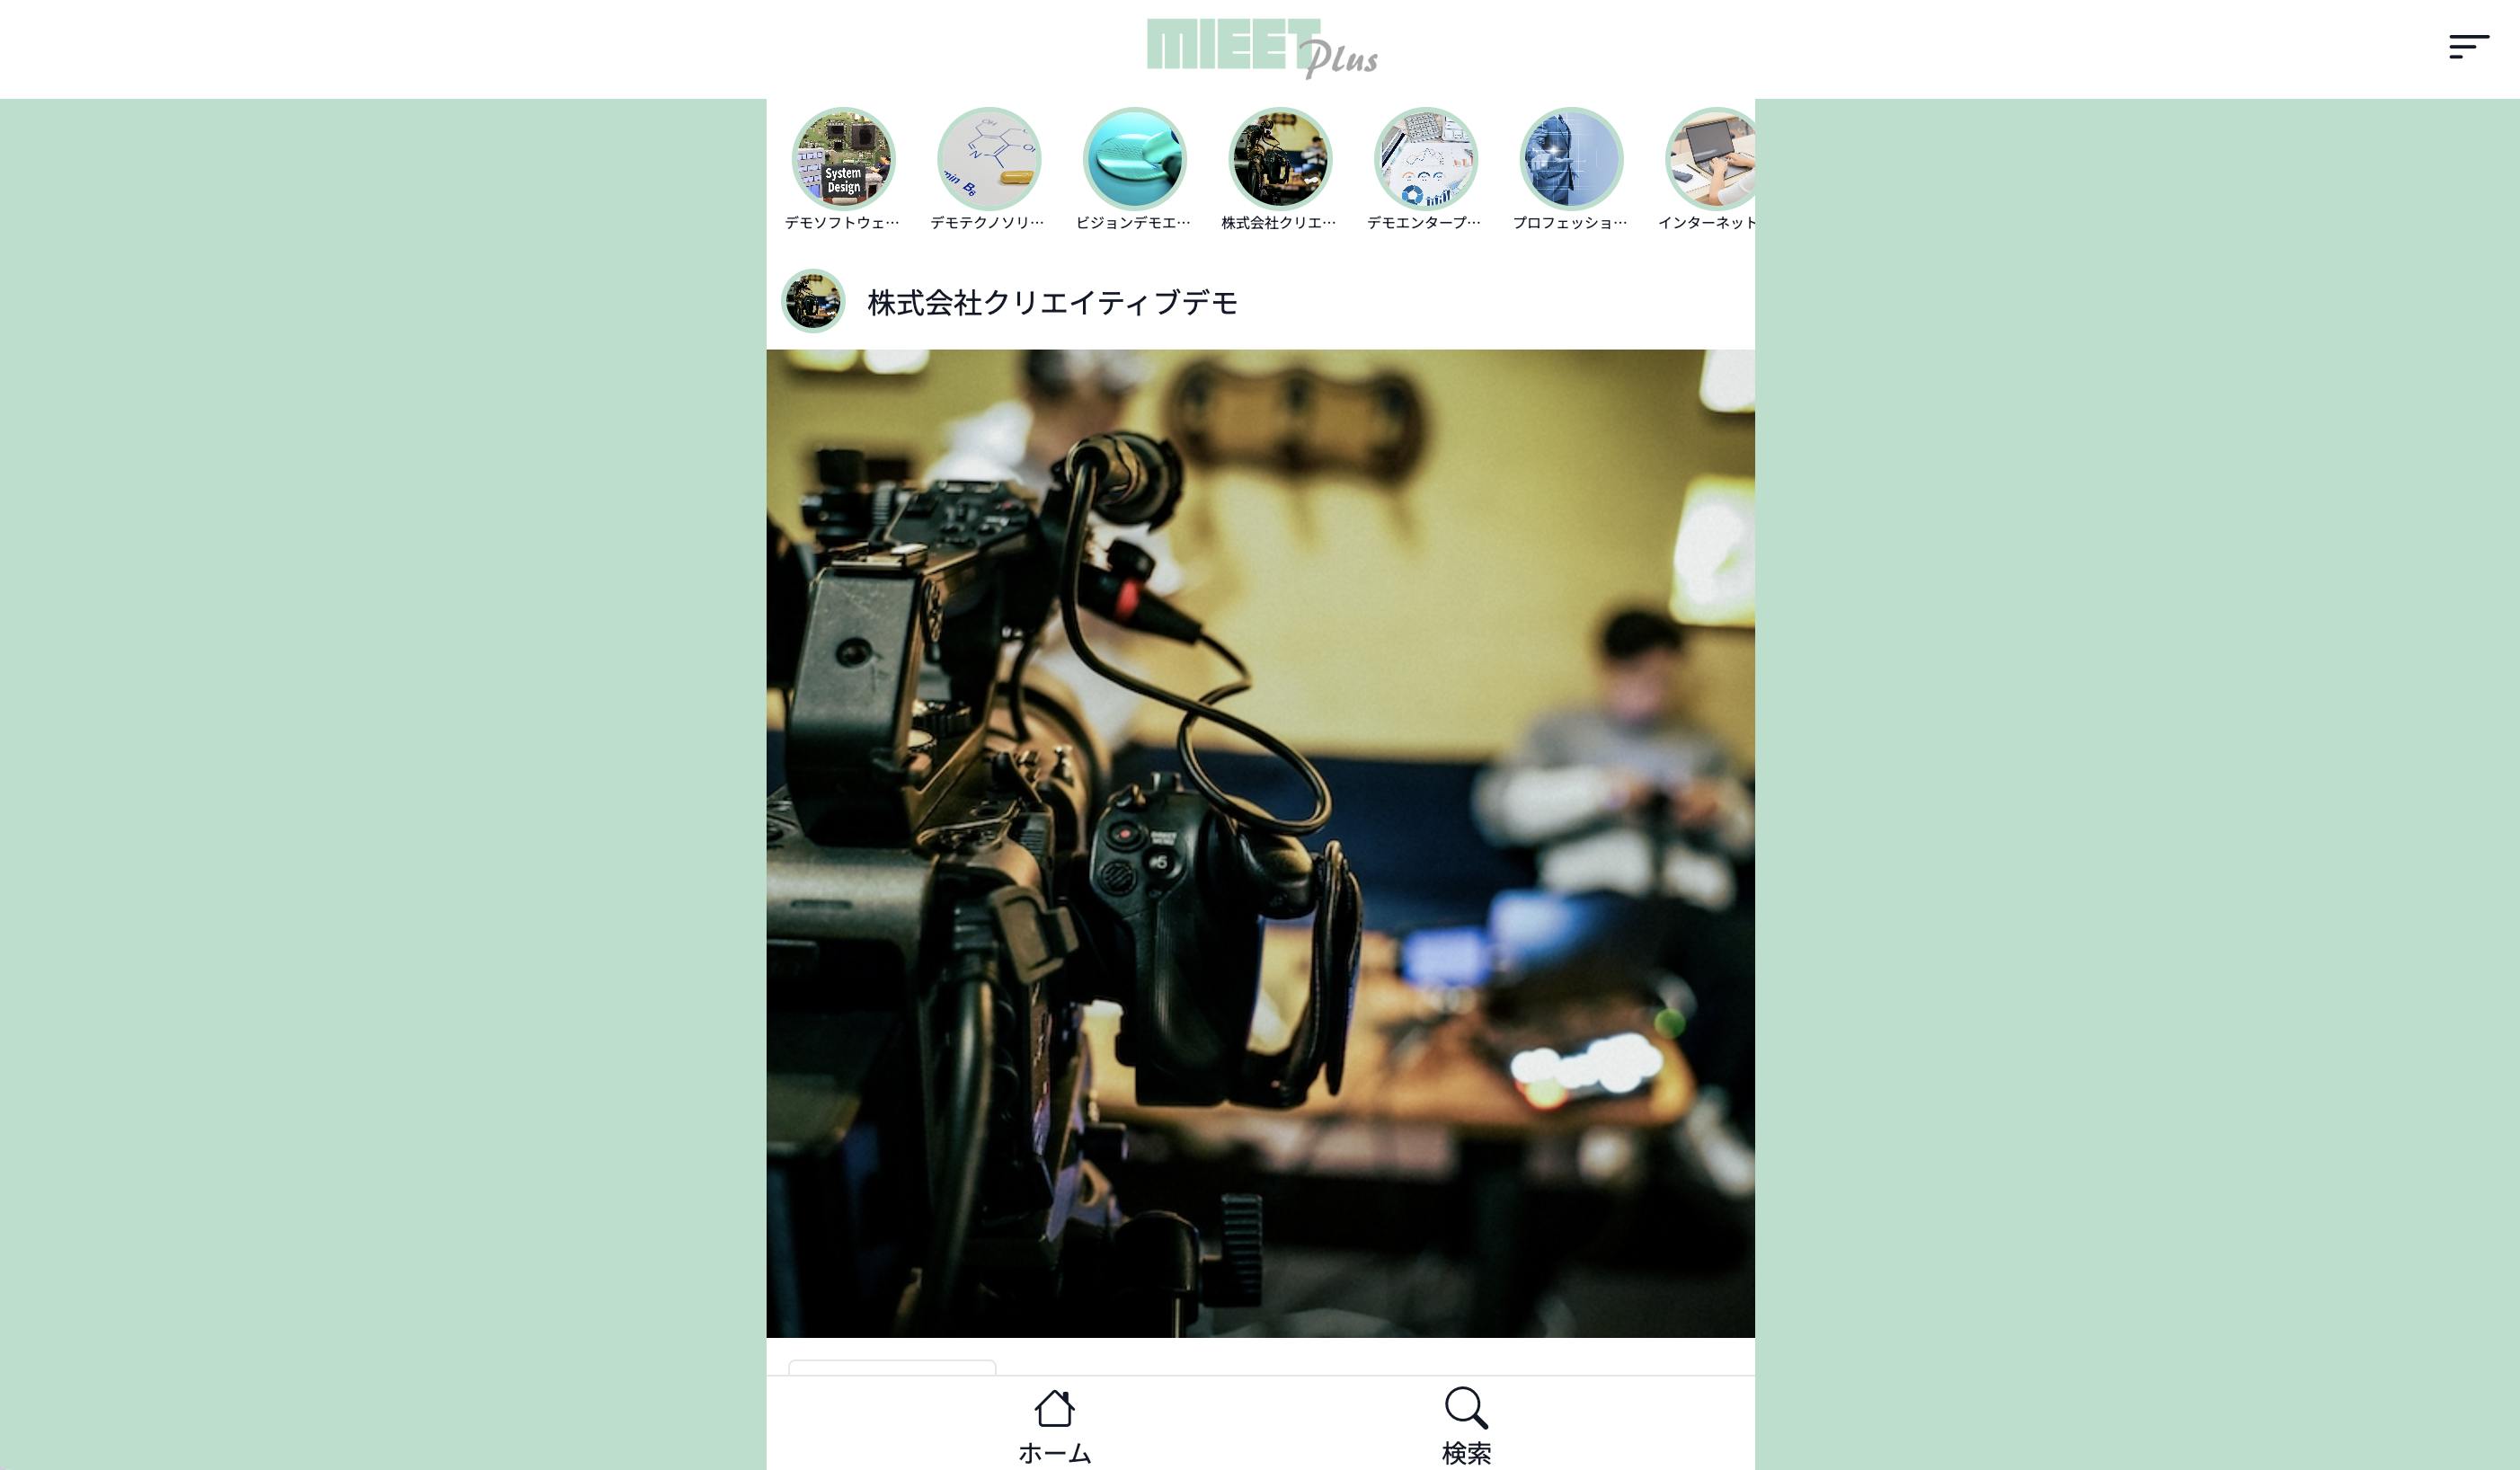 MIEET Plus
System
Design
OH
N
min B6
デモソフトウェ…
デモテクノソリ…
ビジョンデモエ…
株式会社クリエ…
デモエンタープ…
プロフェッショ…
インターネット
株式会社クリエイティブデモ
ホーム
検索